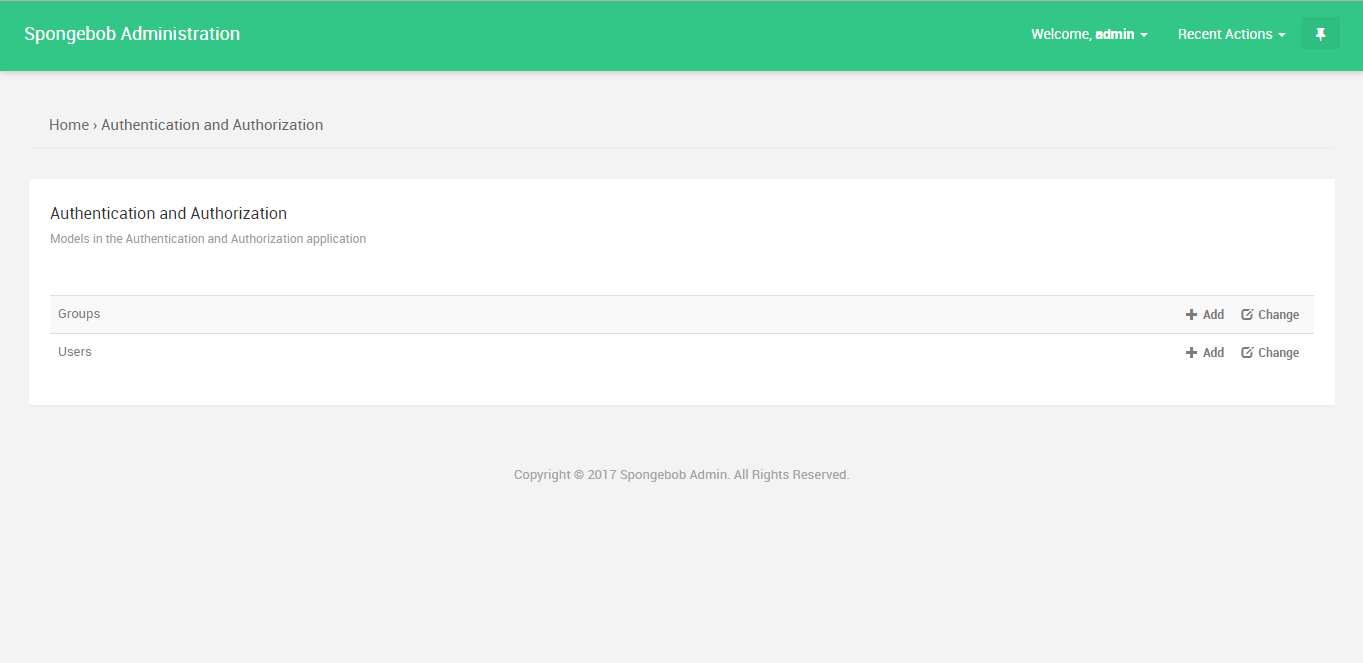 Spongebob Administration
Welcome, admin
Recent Actions
Home › Authentication and Authorization
Authentication and Authorization
Models in the Authentication and Authorization application
Groups
Add
Change
Users
Add
Change
Copyright © 2017 Spongebob Admin. All Rights Reserved.